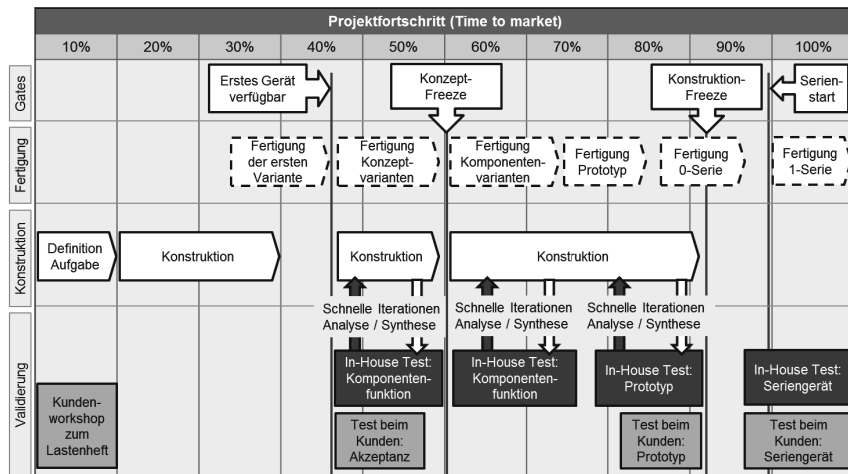 Projektfortschritt (Time to market)
10% 20% 30% 40% 50% 60% 70% 80% 90% 100%
Gates
Erstes Gerät
verfügbar
Konzept-
Freeze
Konstruktion-
Freeze
Serien-
start
Fertigung
Fertigung
der ersten
Variante
Fertigung
Konzept-
varianten
Fertigung
Komponenten-
varianten
Fertigung
Prototyp
Fertigung
0-Serie
Fertigung
1-Serie
Konstruktion
Definition
Aufgabe
Konstruktion
Konstruktion
Konstruktion
Schnelle Iterationen
Analyse / Synthese
Schnelle Iterationen
Analyse / Synthese
Schnelle Iterationen
Analyse / Synthese
Validierung
Kunden-
workshop
zum
Lastenheft
In-House Test:
Komponenten-
funktion
In-House Test:
Komponenten-
funktion
In-House Test:
Prototyp
In-House Test:
Seriengerät
Test beim
Kunden:
Akzeptanz
Test beim
Kunden:
Prototyp
Test beim
Kunden:
Seriengerät